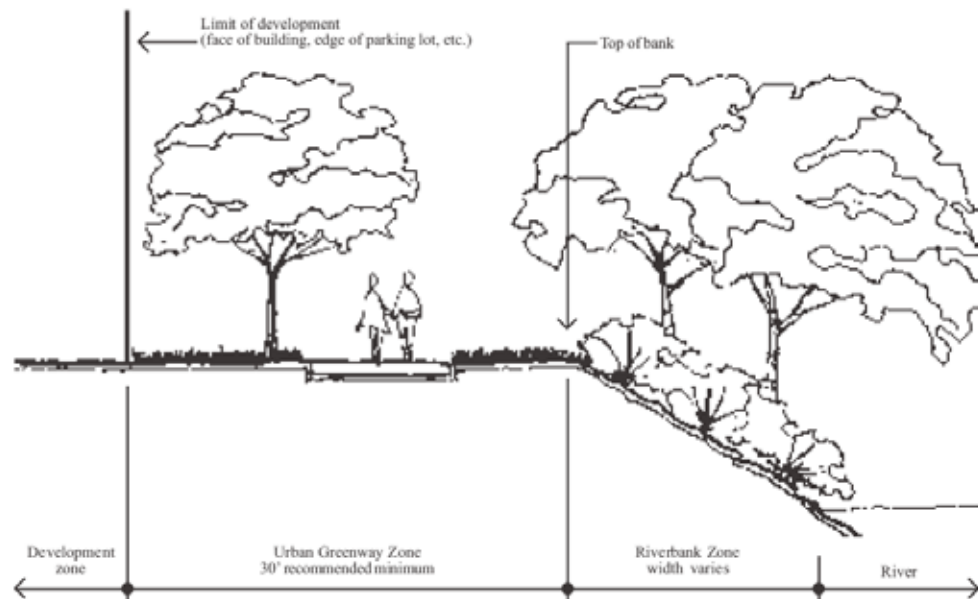 Limit of development
(face of building, edge of parking lot, etc.)
Top of bank
Development
zone
Urban Greenway Zone
30' recommended minimum
Riverbank Zone
width varies
River